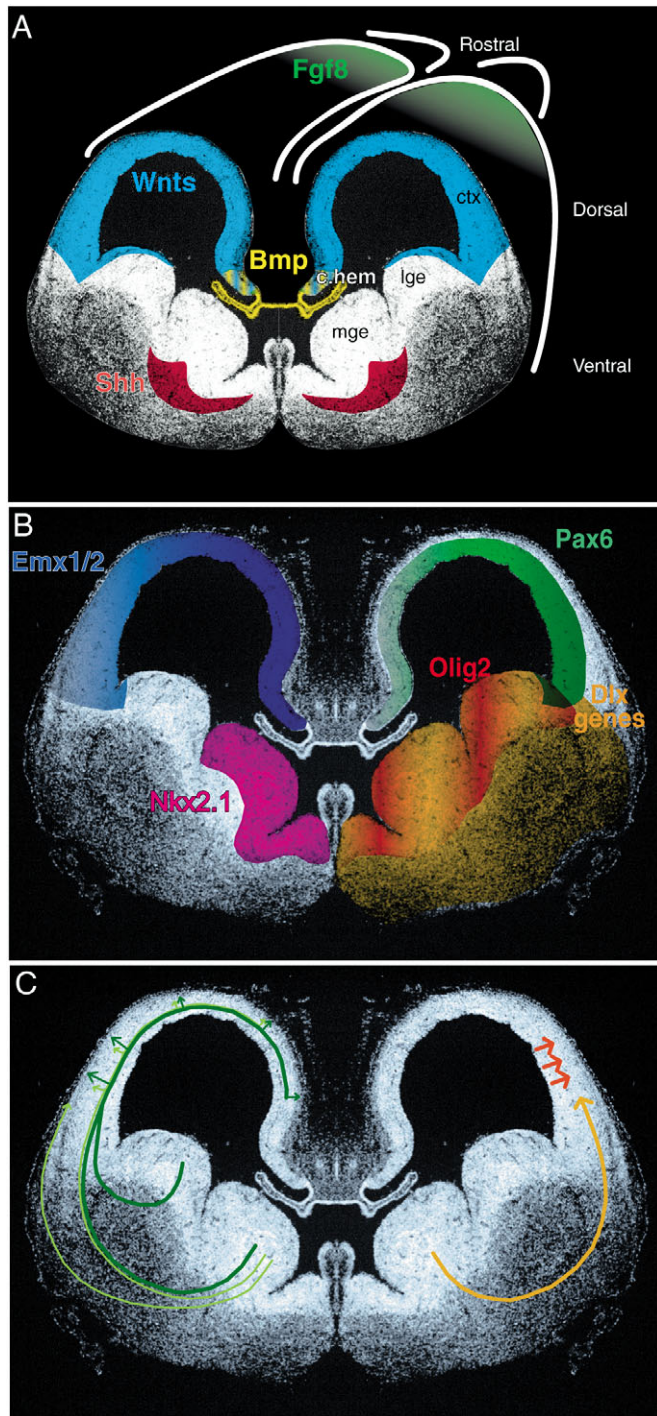 A
Rostral
Fgf8
Wnts
ctx
Dorsal
Bmp
c.hem
lge
mge
Ventral
Shh
B
Emx1/2
Pax6
Olig2
Dlx
genes
Nkx2.1
C